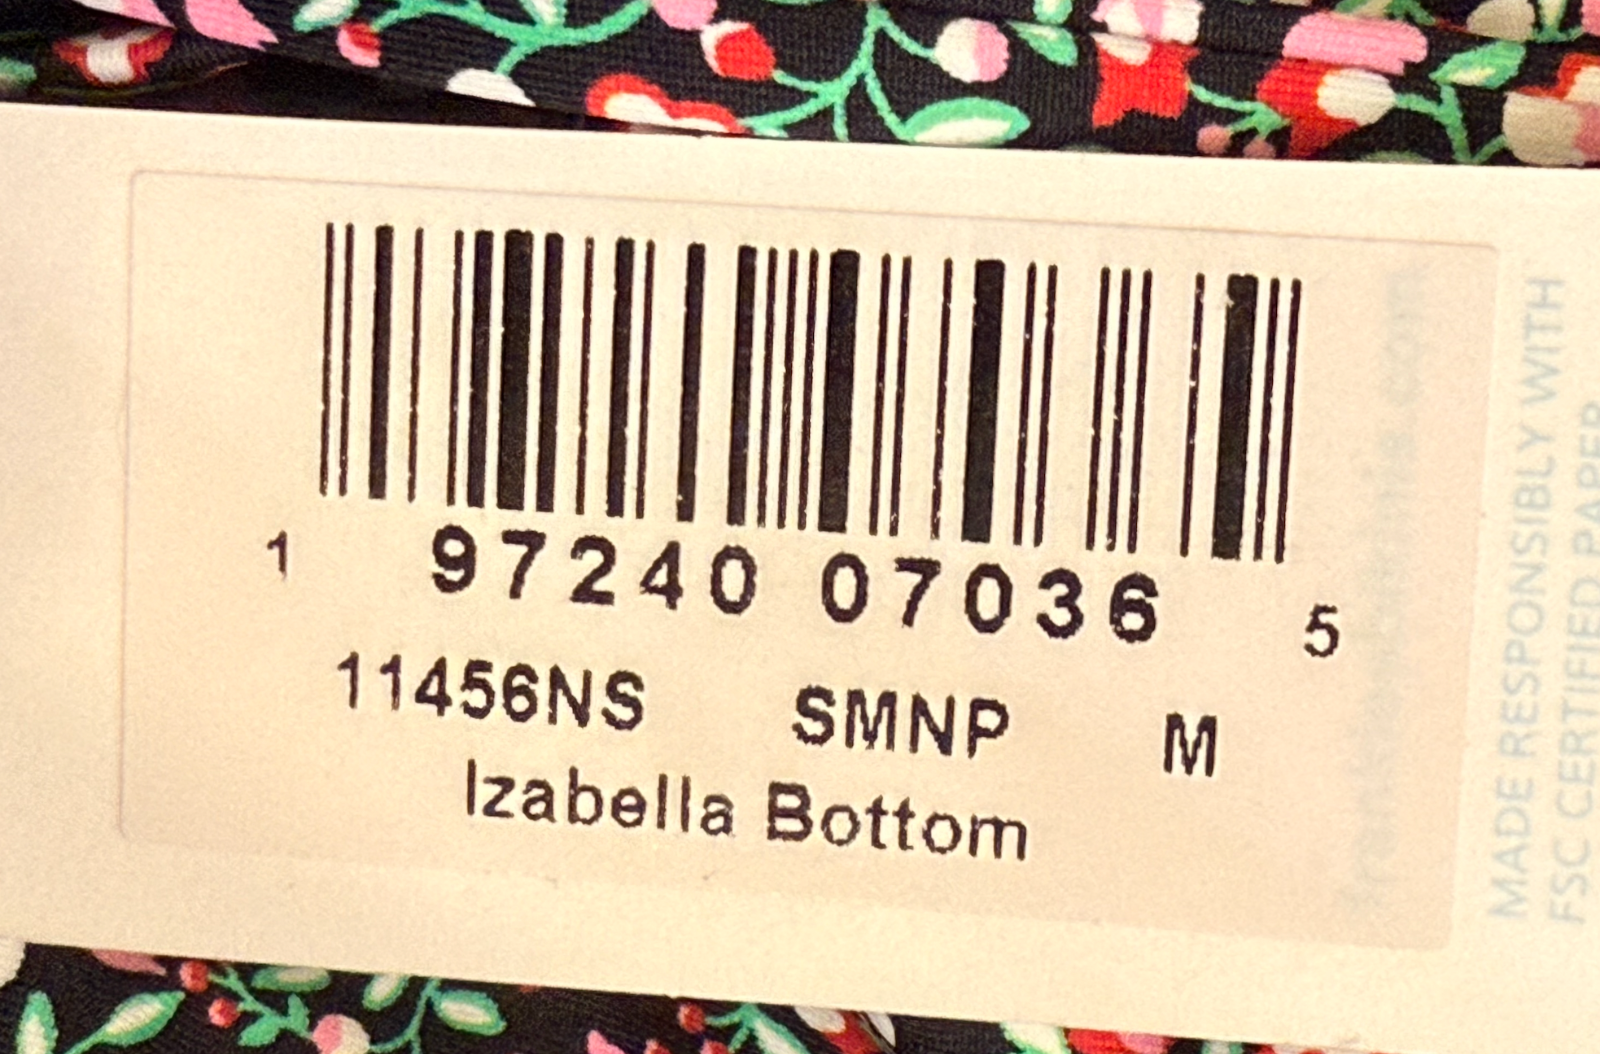 1 97240 07036 5
11456NS SMNP M
Izabella Bottom
MADE RESPONSIBLY WITH
FSC CERTIFIED PAPER